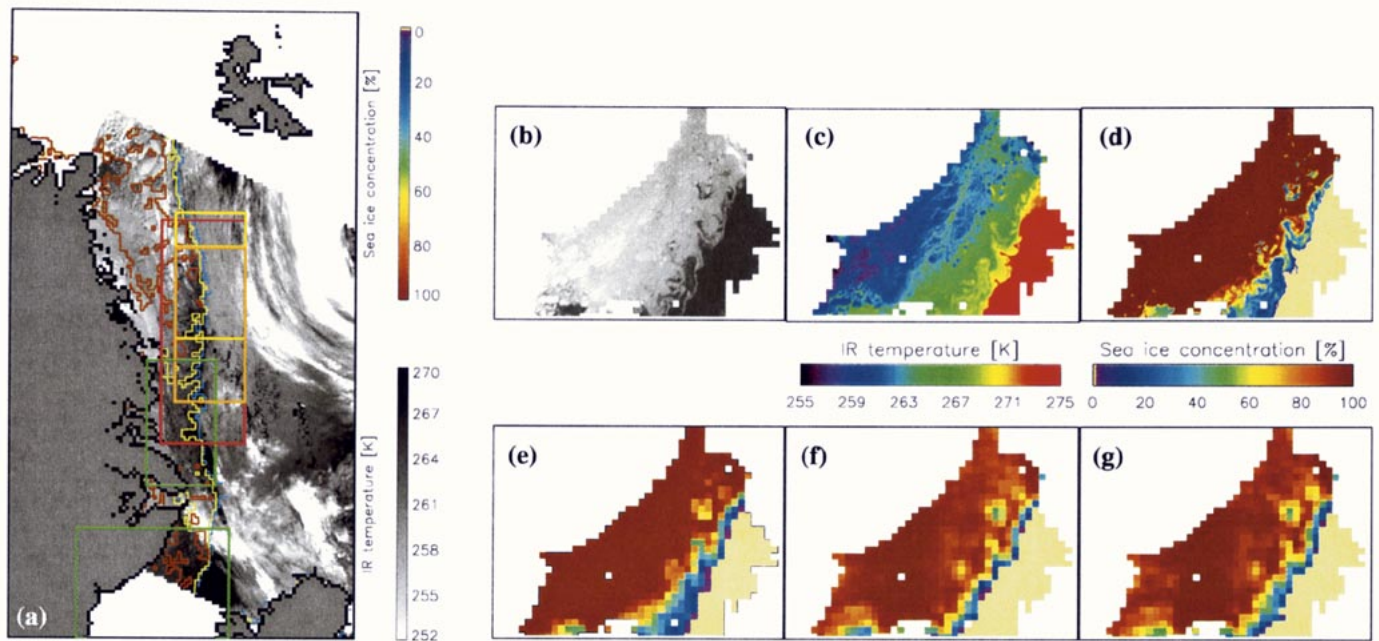 Sea ice concentration [%]
0
20
40
60
80
100
IR temperature [K]
270
267
264
261
258
255
252
(a)
(b)
(c)
(d)
IR temperature [K]
255 259 263 267 271 275
Sea ice concentration [%]
0 20 40 60 80 100
(e)
(f)
(g)